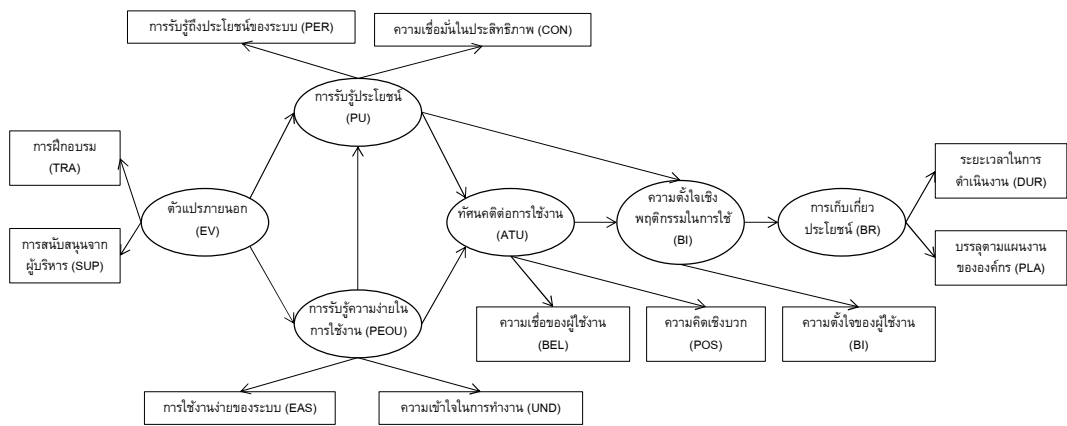 การรับรู้ถึงประโยชน์ของระบบ (PER)
ความเชื่อมั่นในประสิทธิภาพ (CON)
การรับรู้ประโยชน์
(PU)
การฝึกอบรม
(TRA)
ระยะเวลาในการ
ดำเนินงาน (DUR)
ตัวแปรภายนอก
(EV)
ทัศนคติต่อการใช้งาน
(ATU)
ความตั้งใจเชิง
พฤติกรรมในการใช้
(BI)
การเก็บเกี่ยว
ประโยชน์ (BR)
การสนับสนุนจาก
ผู้บริหาร (SUP)
บรรลุตามแผนงาน
ขององค์กร (PLA)
การรับรู้ความง่ายใน
การใช้งาน (PEOU)
ความเชื่อของผู้ใช้งาน
(BEL)
ความคิดเชิงบวก
(POS)
ความตั้งใจของผู้ใช้งาน
(BI)
การใช้งานง่ายของระบบ (EAS)
ความเข้าใจในการทำงาน (UND)